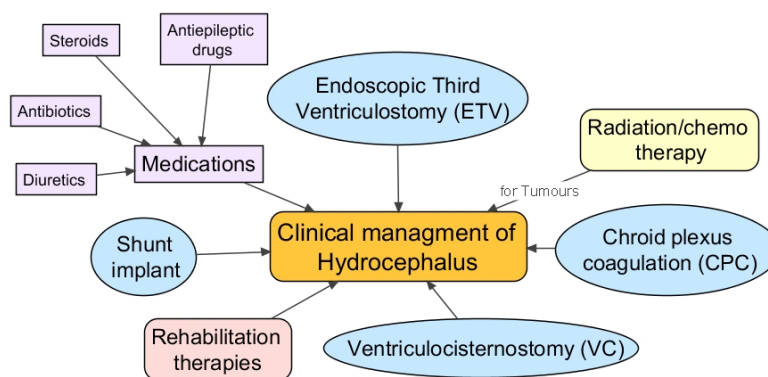 Steroids
Antiepileptic
drugs
Antibiotics
Diuretics
Medications
Endoscopic Third
Ventriculostomy (ETV)
Radiation/chemo
therapy
for Tumours
Shunt
implant
Clinical managment of
Hydrocephalus
Chroid plexus
coagulation (CPC)
Rehabilitation
therapies
Ventriculocisternostomy (VC)